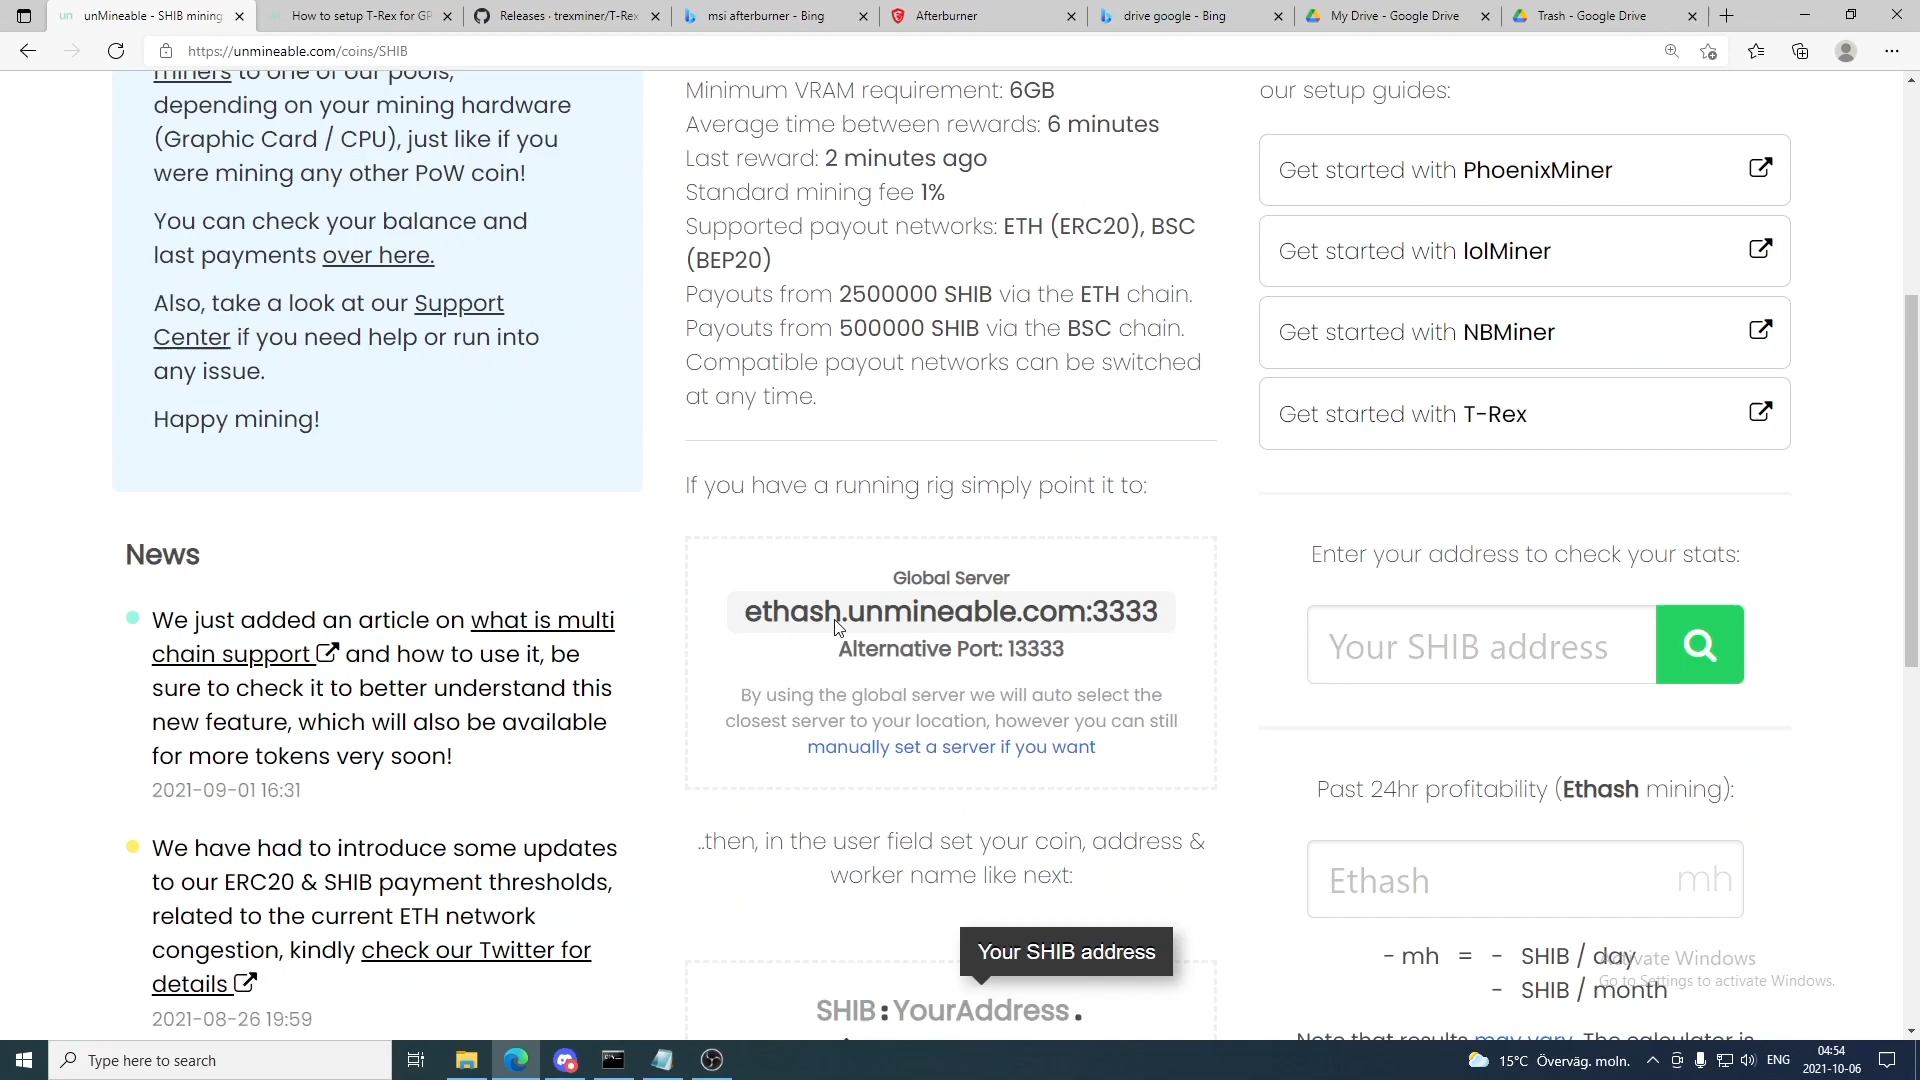 unMineable - SHIB mining
How to setup T-Rex for GP
Releases · trexminer/T-Rex
msi afterburner - Bing
Afterburner
drive google - Bing
My Drive - Google Drive
Trash - Google Drive
https://unmineable.com/coins/SHIB
miners to one of our pools,
depending on your mining hardware
(Graphic Card / CPU), just like if you
were mining any other PoW coin!
You can check your balance and
last payments over here.
Also, take a look at our Support
Center if you need help or run into
any issue.
Happy mining!
News
We just added an article on what is multi
chain support and how to use it, be
sure to check it to better understand this
new feature, which will also be available
for more tokens very soon!
2021-09-01 16:31
We have had to introduce some updates
to our ERC20 & SHIB payment thresholds,
related to the current ETH network
congestion, kindly check our Twitter for
details
2021-08-26 19:59
Minimum VRAM requirement: 6GB
Average time between rewards: 6 minutes
Last reward: 2 minutes ago
Standard mining fee 1%
Supported payout networks: ETH (ERC20), BSC
(BEP20)
Payouts from 2500000 SHIB via the ETH chain.
Payouts from 500000 SHIB via the BSC chain.
Compatible payout networks can be switched
at any time.
If you have a running rig simply point it to:
Global Server
ethash.unmineable.com:3333
Alternative Port: 13333
By using the global server we will auto select the
closest server to your location, however you can still
manually set a server if you want
..then, in the user field set your coin, address &
worker name like next:
Your SHIB address
SHIB:YourAddress.
our setup guides:
Get started with PhoenixMiner
Get started with lolMiner
Get started with NBMiner
Get started with T-Rex
Enter your address to check your stats:
Your SHIB address
Past 24hr profitability (Ethash mining):
Ethash mh
- mh = - SHIB / day
- SHIB / month
Activate Windows
Go to Settings to activate Windows.
Note that results may vary. The calculator is
Type here to search
15°C Överväg. moln.
ENG
04:54
2021-10-06